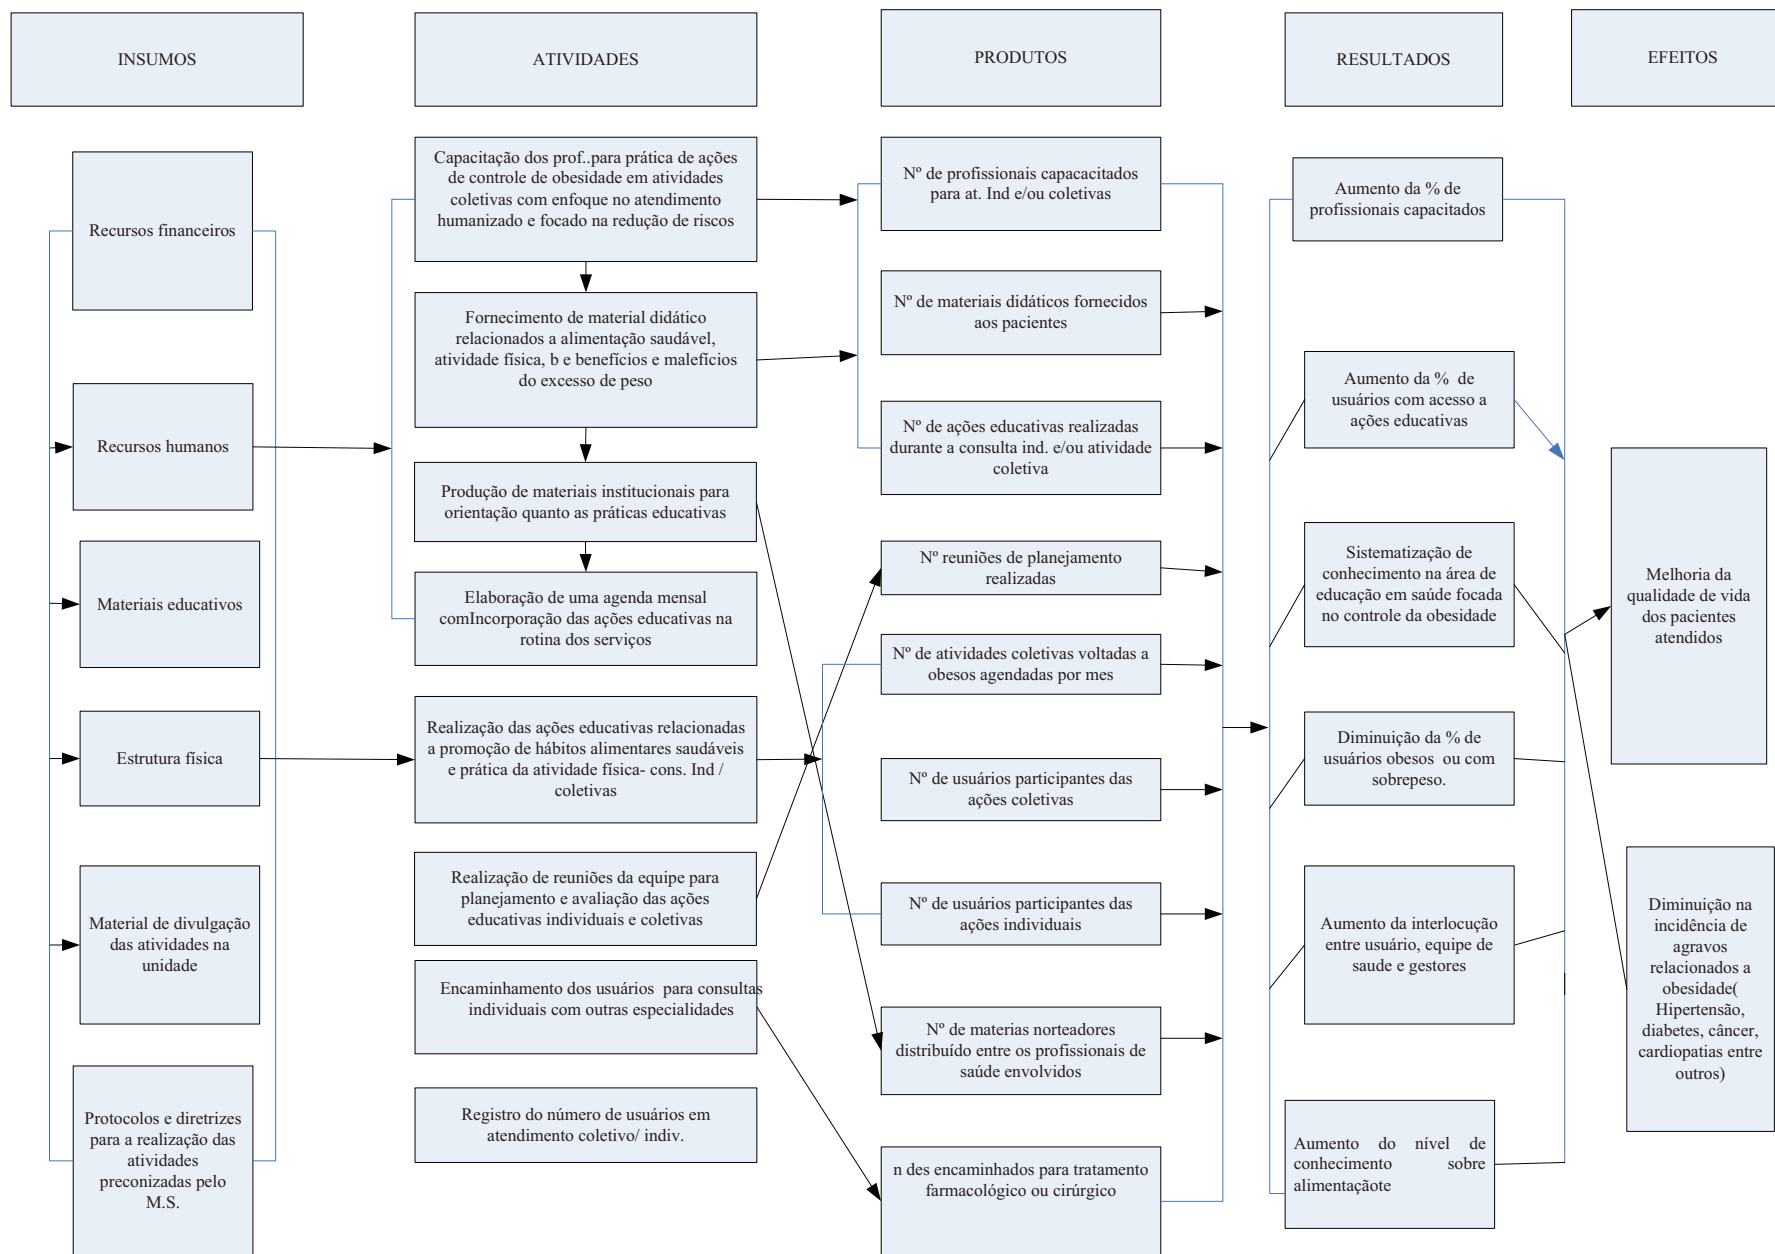 INSUMOS
ATIVIDADES
PRODUTOS
RESULTADOS
EFEITOS
Recursos financeiros
Recursos humanos
Materiais educativos
Estrutura física
Material de divulgação
das atividades na
unidade
Protocolos e diretrizes
para a realização das
atividades
preconizadas pelo
M.S.
Capacitação dos prof..para prática de ações
de controle de obesidade em atividades
coletivas com enfoque no atendimento
humanizado e focado na redução de riscos
Fornecimento de material didático
relacionados a alimentação saudável,
atividade física, b e benefícios e malefícios
do excesso de peso
Produção de materiais institucionais para
orientação quanto as práticas educativas
Elaboração de uma agenda mensal
comIncorporação das ações educativas na
rotina dos serviços
Realização das ações educativas relacionadas
a promoção de hábitos alimentares saudáveis
e prática da atividade física- cons. Ind /
coletivas
Realização de reuniões da equipe para
planejamento e avaliação das ações
educativas individuais e coletivas
Encaminhamento dos usuários para consultas
individuais com outras especialidades
Registro do número de usuários em
atendimento coletivo/ indiv.
Nº de profissionais capacacitados
para at. Ind e/ou coletivas
Nº de materiais didáticos fornecidos
aos pacientes
Nº de ações educativas realizadas
durante a consulta ind. e/ou atividade
coletiva
Nº reuniões de planejamento
realizadas
Nº de atividades coletivas voltadas a
obesos agendadas por mes
Nº de usuários participantes das
ações coletivas
Nº de usuários participantes das
ações individuais
Nº de materias norteadores
distribuído entre os profissionais de
saúde envolvidos
n des encaminhados para tratamento
farmacológico ou cirúrgico
Aumento da % de
profissionais capacitados
Aumento da % de
usuários com acesso a
ações educativas
Sistematização de
conhecimento na área de
educação em saúde focada
no controle da obesidade
Diminuição da % de
usuários obesos ou com
sobrepeso.
Aumento da interlocução
entre usuário, equipe de
saude e gestores
Aumento do nível de
conhecimento sobre
alimentaçãote
Melhoria da
qualidade de vida
dos pacientes
atendidos
Diminuição na
incidência de
agravos
relacionados a
obesidade(
Hipertensão,
diabetes, câncer,
cardiopatias entre
outros)